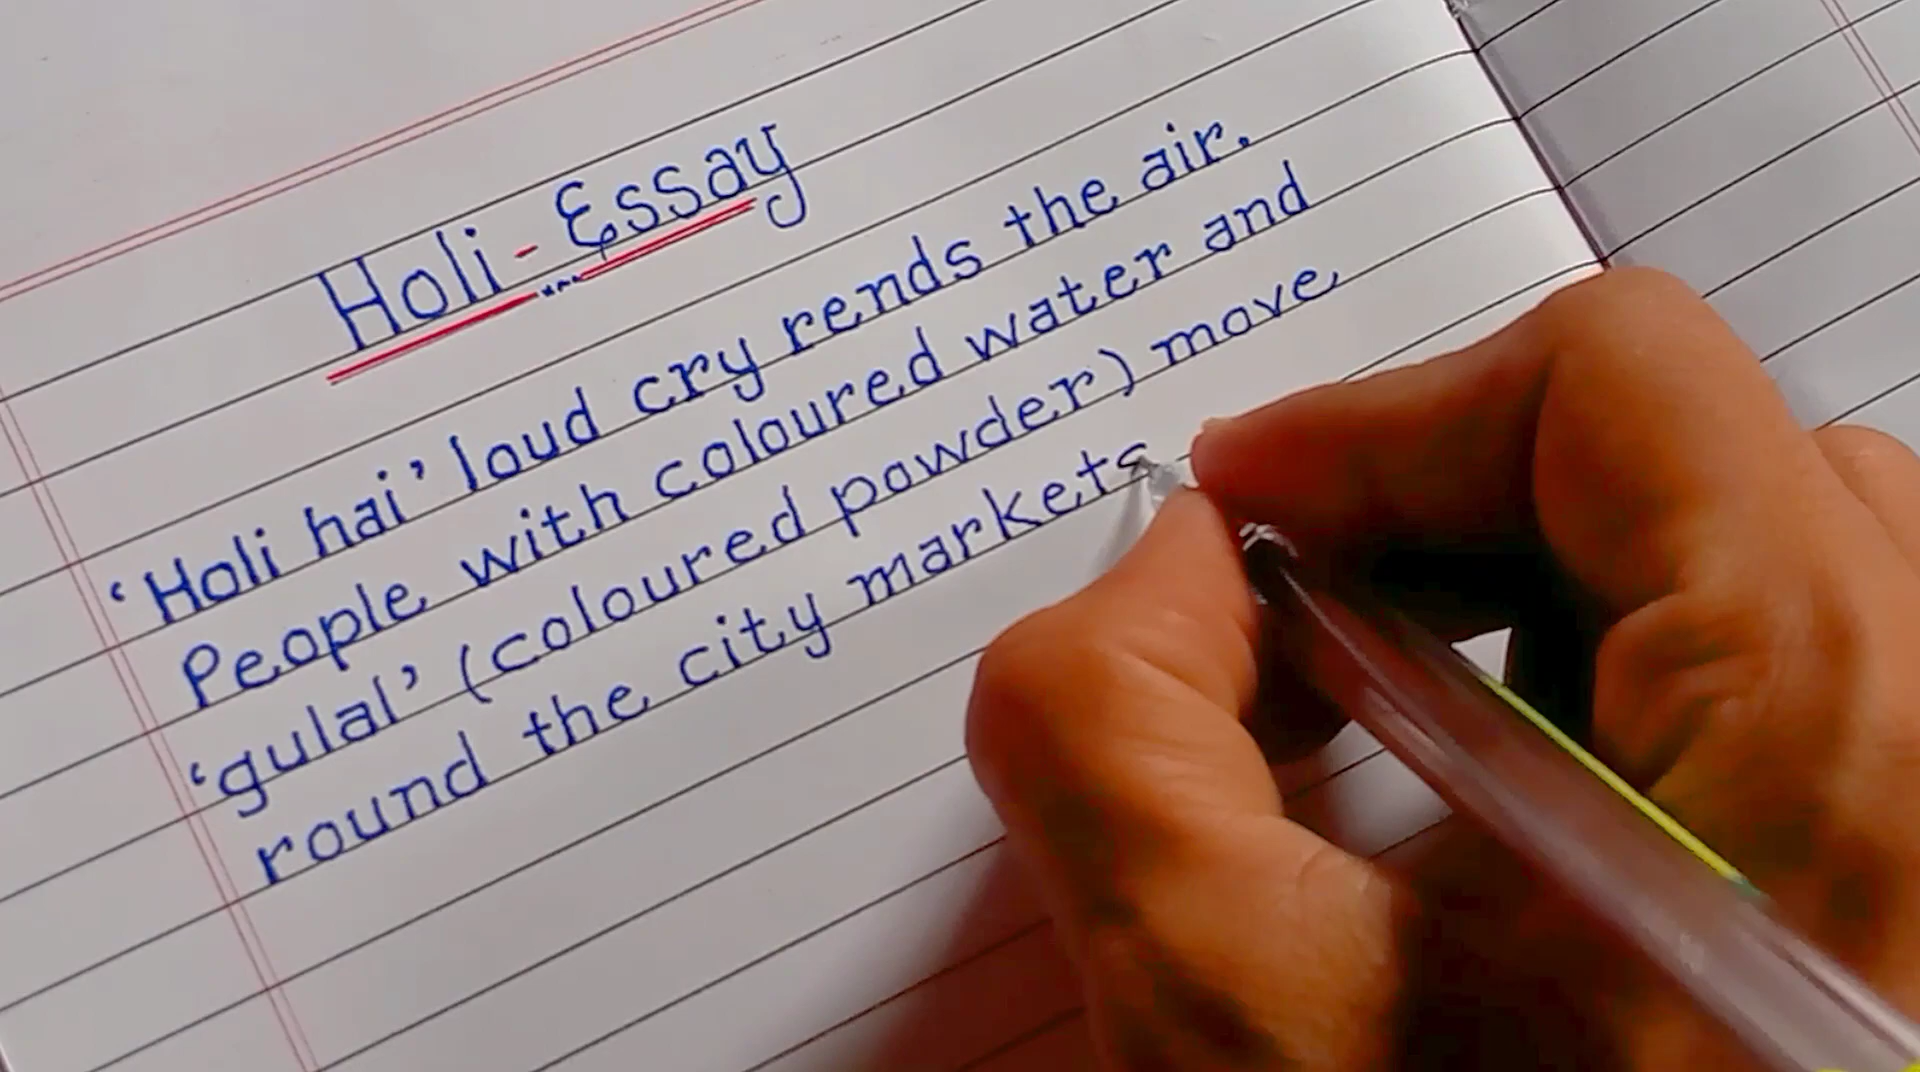 Holi - Essay
‘Holi hai’ loud cry rends the air.
People with coloured water and
‘gulal’ (coloured powder) move
round the city markets